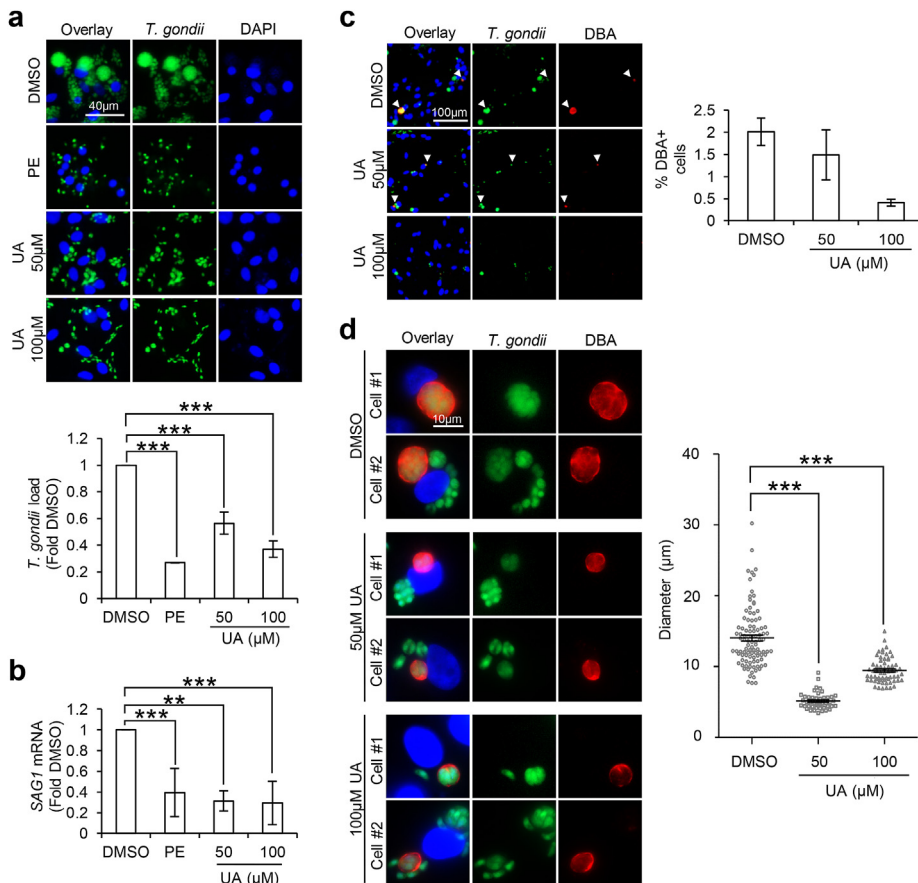 a
Overlay T. gondii DAPI
DMSO
40µm
PE
UA
50µM
UA
100µM
T. gondii load
(Fold DMSO)
1.2
1
0.8
0.6
0.4
0.2
0
***
***
***
DMSO PE 50 100
UA (µM)
b
SAG1 mRNA
(Fold DMSO)
1.2
1
0.8
0.6
0.4
0.2
0
***
**
***
DMSO PE 50 100
UA (µM)
c
Overlay T. gondii DBA
DMSO
100µm
UA
50µM
UA
100µM
% DBA+
cells
2.5
2
1.5
1
0.5
0
DMSO 50 100
UA (µM)
d
Overlay T. gondii DBA
DMSO
Cell #1
10µm
Cell #2
50µM UA
Cell #1
Cell #2
100µM UA
Cell #1
Cell #2
Diameter (µm)
40
30
20
10
0
***
***
DMSO 50 100
UA (µM)